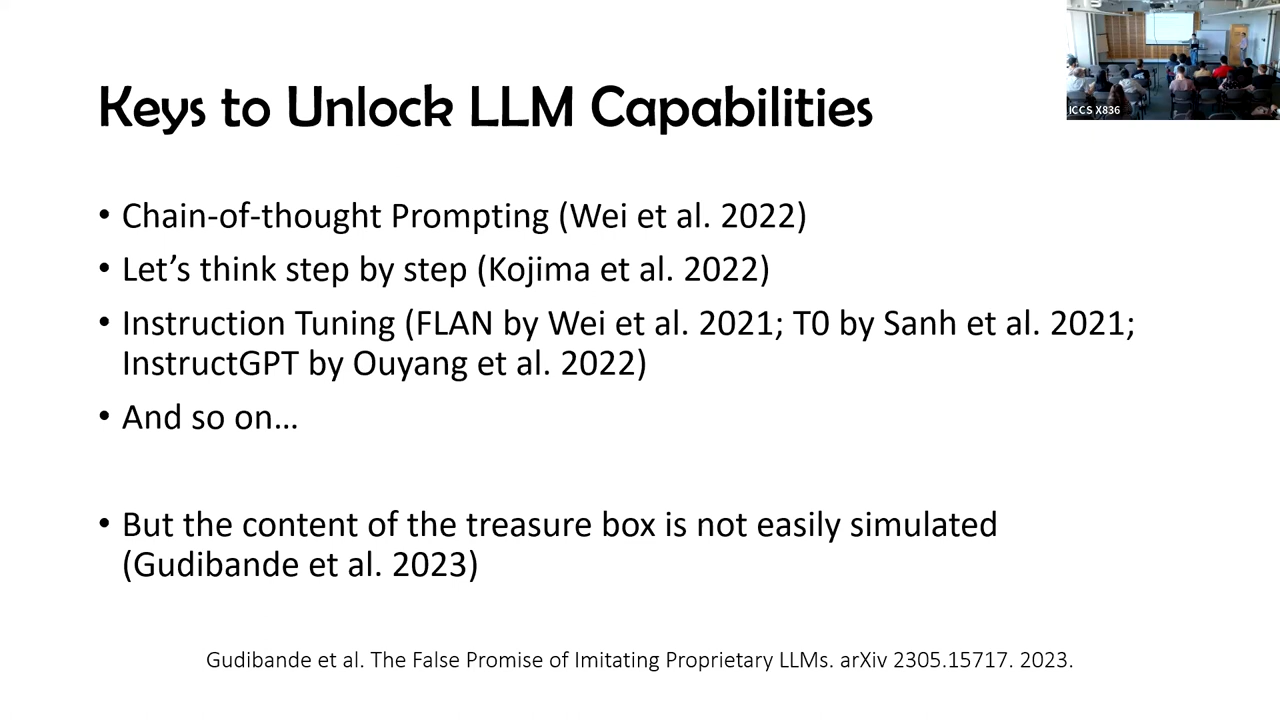 Keys to Unlock LLM Capabilities
ICCS X836
• Chain-of-thought Prompting (Wei et al. 2022)
• Let’s think step by step (Kojima et al. 2022)
• Instruction Tuning (FLAN by Wei et al. 2021; T0 by Sanh et al. 2021;
InstructGPT by Ouyang et al. 2022)
• And so on…
• But the content of the treasure box is not easily simulated
(Gudibande et al. 2023)
Gudibande et al. The False Promise of Imitating Proprietary LLMs. arXiv 2305.15717. 2023.